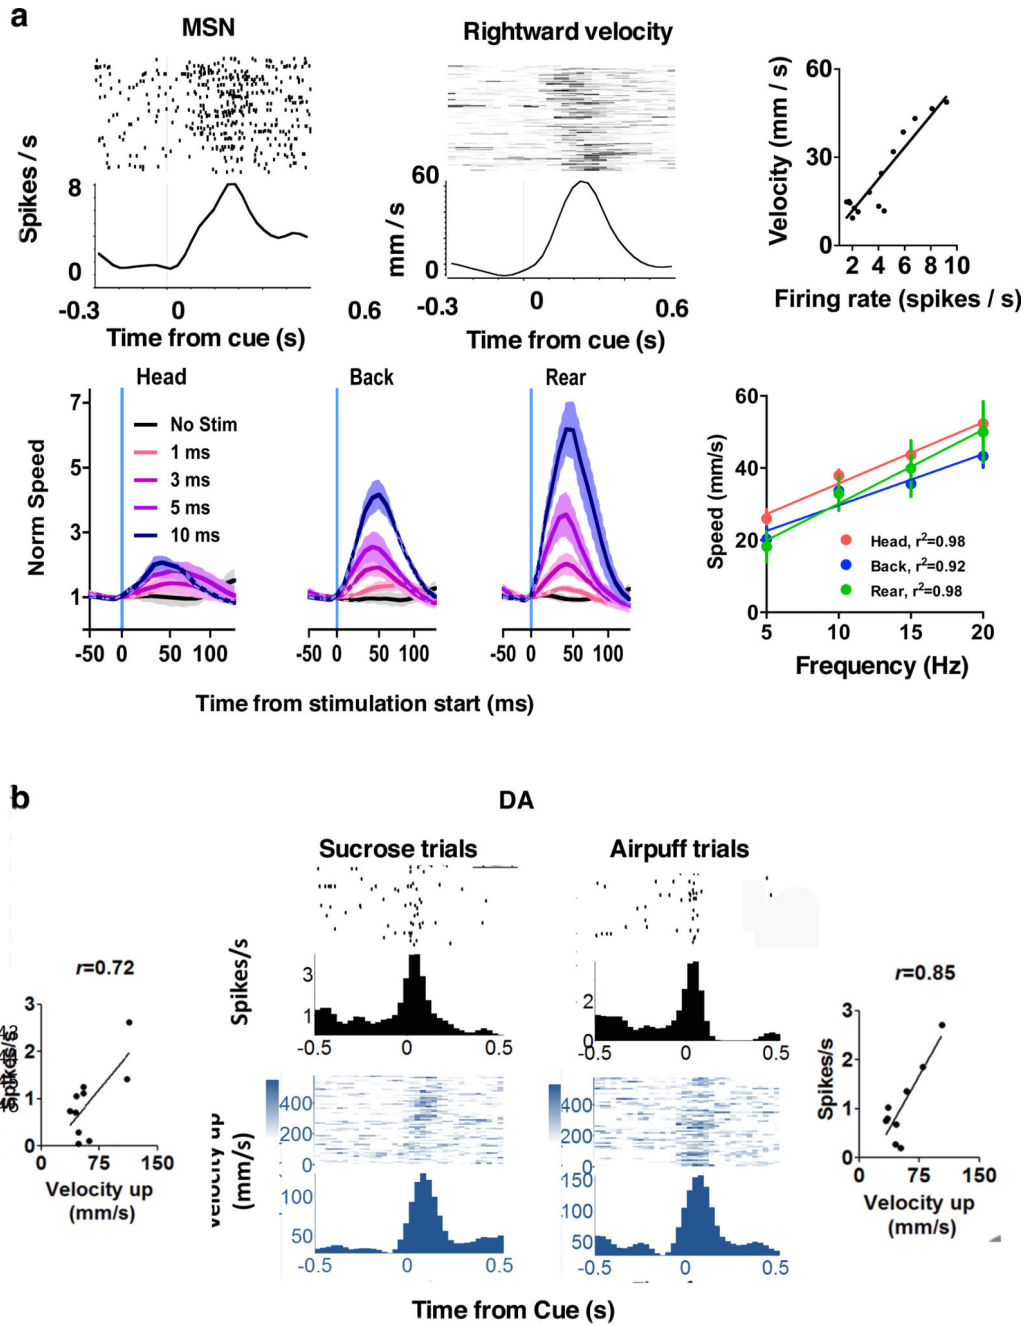 a
MSN
Rightward velocity
Spikes / s
8
0
-0.3
0
0.6
Time from cue (s)
mm / s
60
0
-0.3
0
0.6
Time from cue (s)
Velocity (mm / s)
60
30
0
2 4 6 8 10
Firing rate (spikes / s)
Head
Back
Rear
Norm Speed
7
5
3
1
No Stim
1 ms
3 ms
5 ms
10 ms
-50 0 50 100
-50 0 50 100
-50 0 50 100
Time from stimulation start (ms)
Speed (mm/s)
60
40
20
0
Head, r²=0.98
Back, r²=0.92
Rear, r²=0.98
5 10 15 20
Frequency (Hz)
b
DA
Sucrose trials
Airpuff trials
r=0.72
Spikes/s
3
2
1
0
0 75 150
Velocity up
(mm/s)
Spikes/s
3
1
-0.5 0 0.5
2
0
-0.5 0 0.5
velocity up
(mm/s)
400
200
0
100
50
-0.5 0 0.5
400
200
0
150
100
50
-0.5 0 0.5
Time from Cue (s)
r=0.85
Spikes/s
3
2
1
0
0 75 150
Velocity up
(mm/s)